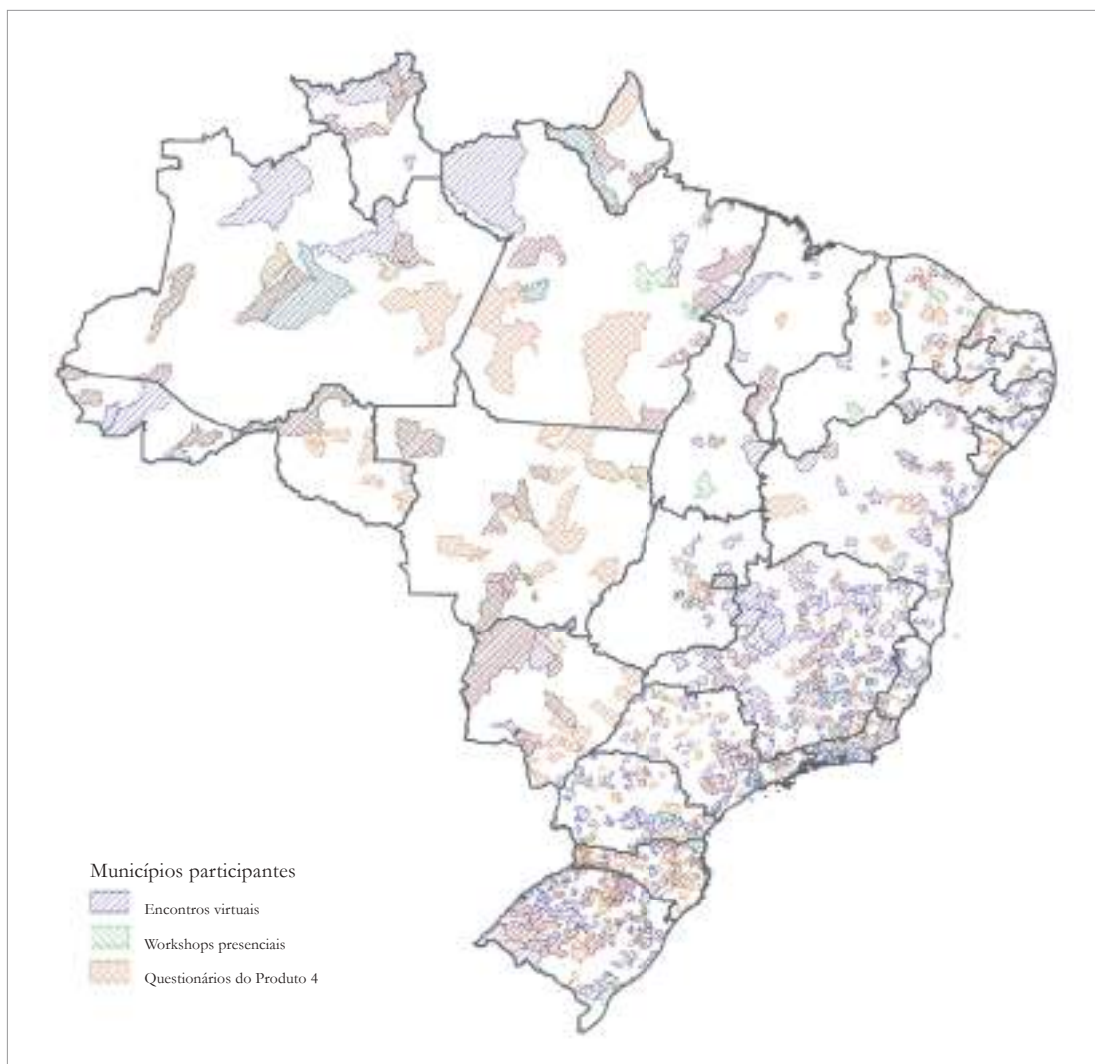 Municípios participantes
Encontros virtuais
Workshops presenciais
Questionários do Produto 4